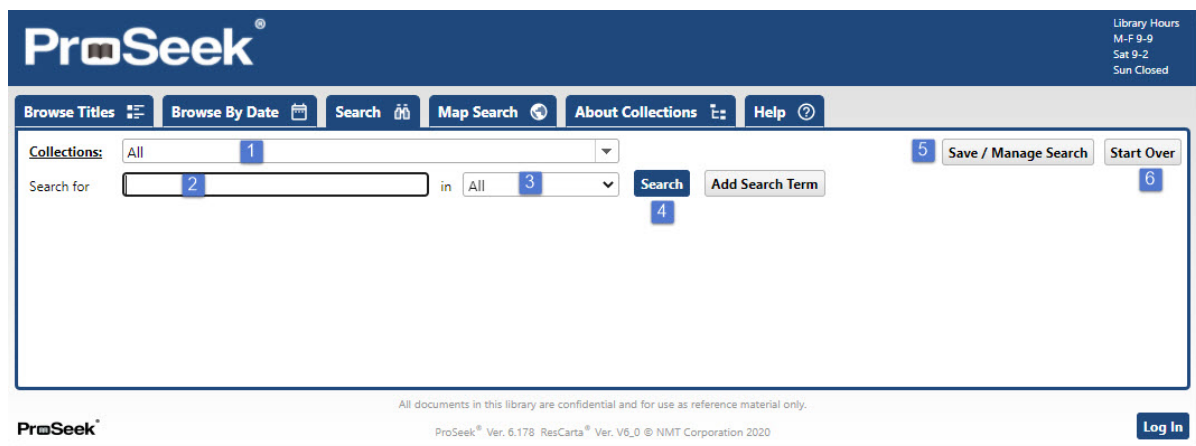 ProSeek®
Library Hours
M-F 9-9
Sat 9-2
Sun Closed
Browse Titles Browse By Date Search Map Search About Collections Help ?
Collections: All 1 5 Save / Manage Search Start Over
Search for 2 in All 3 Search Add Search Term 6
4
All documents in this library are confidential and for use as reference material only.
ProSeek® ProSeek® Ver. 6.178 ResCarta® Ver. V6_0 © NMT Corporation 2020 Log In